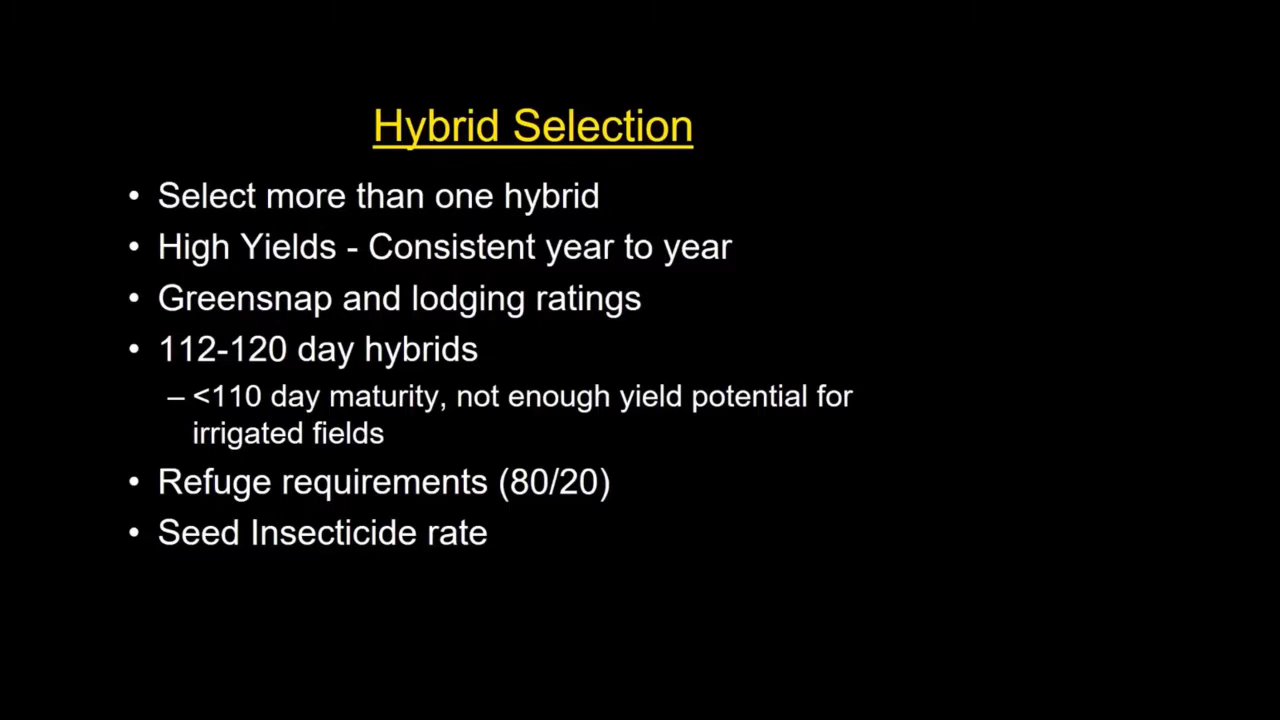 Hybrid Selection
• Select more than one hybrid
• High Yields - Consistent year to year
• Greensnap and lodging ratings
• 112-120 day hybrids
– <110 day maturity, not enough yield potential for
irrigated fields
• Refuge requirements (80/20)
• Seed Insecticide rate